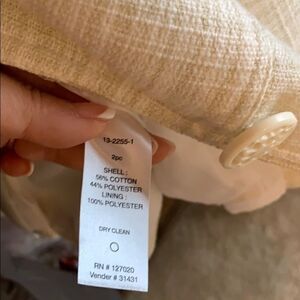 13-2255-1
2pc
SHELL :
56% COTTON
44% POLYESTER
LINING :
100% POLYESTER
DRY CLEAN
RN # 127020
Vender # 31431